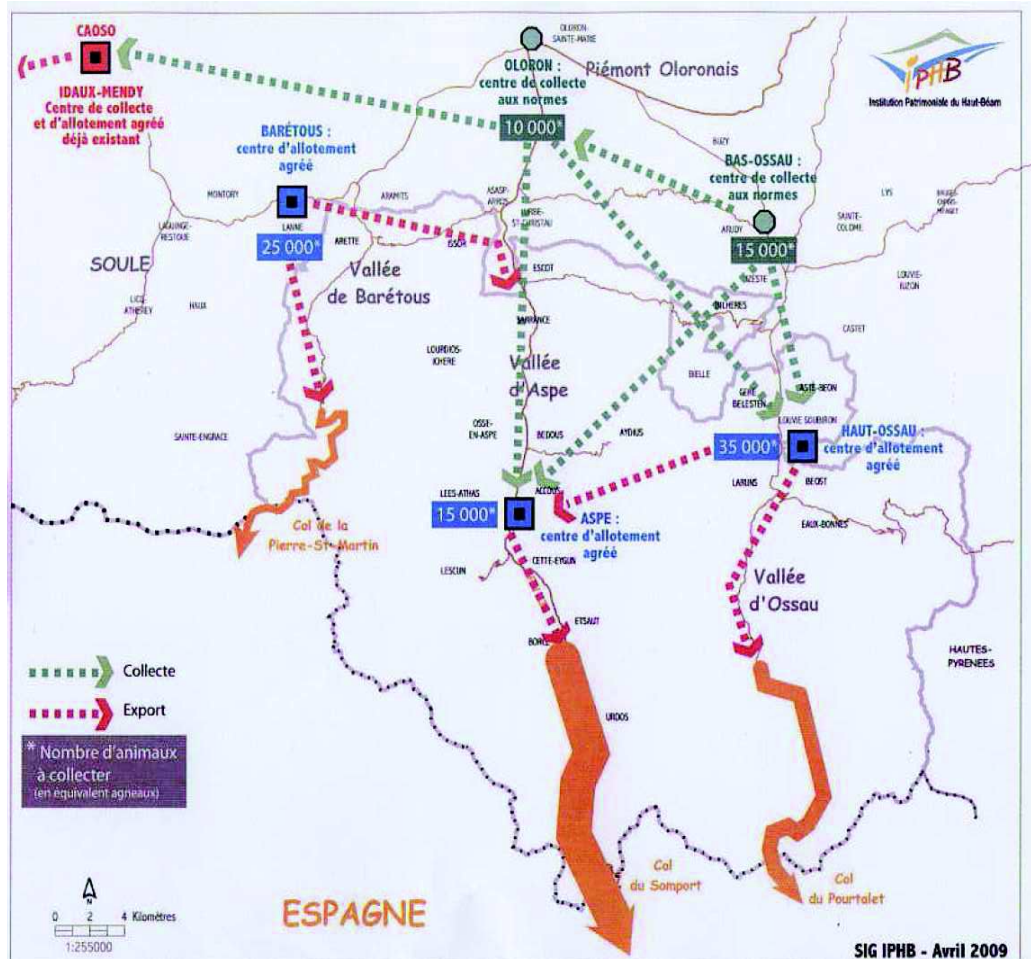 CAOSO
IDAUX-MENDY
Centre de collecte
et d'allotement agréé
déjà existant
OLORON-
SAINTE-MARIE
OLORON :
centre de collecte
aux normes
10 000*
Piémont Oloronais
IPHB
Institution Patrimoniale du Haut-Béarn
BARÉTOUS :
centre d'allotement
agréé
25 000*
BUZY
BAS-OSSAU :
centre de collecte
aux normes
15 000*
MONTORY
ARAMITS
ASASP-
ARROS
ST-CHRISTAU
ARUDY
LYS
SAINTE-
COLOME
LANNE
ARETTE
ISSOR
ESCOT
LOUVIE-
JUZON
SOULE
HAUX
LICQ-
ATHEREY
Vallée
de Barétous
BILHERES
CASTET
SARRANCE
LOURDIOS-
ICHERE
Vallée
d'Aspe
BIELLE
GERE
BELESTEN
ASTE-BEON
LOUVIE SOUBIRON
SAINTE-ENGRACE
OSSE-
EN-ASPE
BEDOUS
AYDIUS
35 000*
HAUT-OSSAU :
centre d'allotement
agréé
LARUNS
BEOST
LEES-ATHAS
ACCOUS
15 000*
ASPE :
centre d'allotement
agréé
EAUX-BONNES
Col de la
Pierre-St-Martin
CETTE-EYGUN
LESCUN
Vallée
d'Ossau
ETSAUT
BORCE
HAUTES-
PYRENEES
URDOS
Collecte
Export
* Nombre d'animaux
à collecter
(en équivalent agneaux)
Col
du Somport
Col
du Pourtalet
ESPAGNE
N
0 2 4 Kilomètres
1:255000
SIG IPHB - Avril 2009